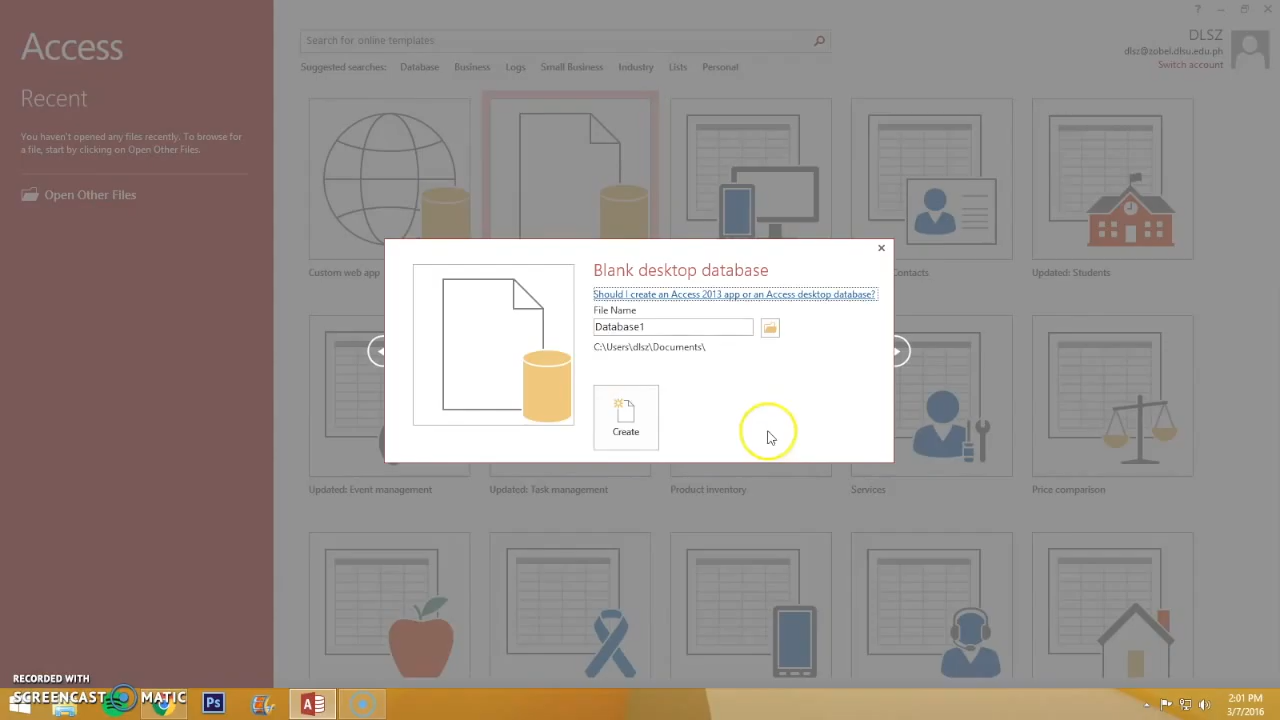 Access
Recent
You haven't opened any files recently. To browse for
a file, start by clicking on Open Other Files.
Open Other Files
Search for online templates
Suggested searches: Database Business Logs Small Business Industry Lists Personal
?
DLSZ
dlsz@zobel.dlsu.edu.ph
Switch account
Custom web app
Contacts
Updated: Students
Blank desktop database
Should I create an Access 2013 app or an Access desktop database?
File Name
Database1
C:\Users\dlsz\Documents\
Create
Updated: Event management
Updated: Task management
Product inventory
Services
Price comparison
RECORDED WITH
SCREENCAST MATIC
Ps
2:01 PM
3/7/2016